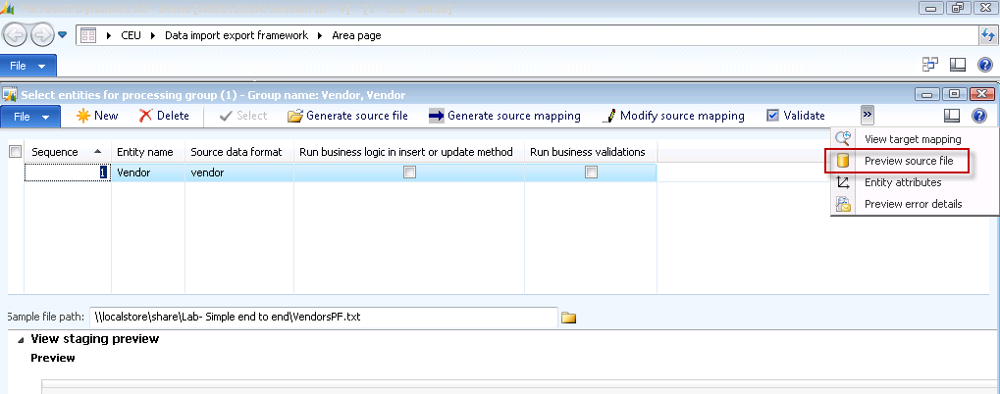 CEU ▸ Data import export framework ▸ Area page
File
Select entities for processing group (1) - Group name: Vendor, Vendor
File New Delete Select Generate source file Generate source mapping Modify source mapping Validate »
View target mapping
Preview source file
Entity attributes
Preview error details
Sequence Entity name Source data format Run business logic in insert or update method Run business validations
1 Vendor vendor
Sample file path: \\localstore\share\Lab- Simple end to end\VendorsPF.txt
View staging preview
Preview